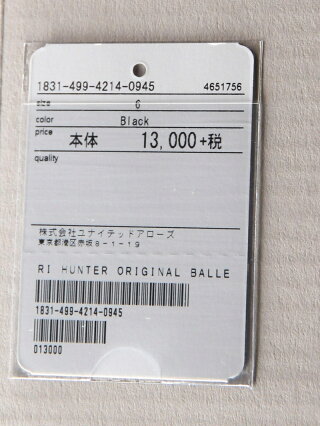 1831-499-4214-0945 4651756
size 6
color Black
price 本体 13,000+税
quality
株式会社ユナイテッドアローズ
東京都港区赤坂8-1-19
RI HUNTER ORIGINAL BALLE
1831-499-4214-0945
013000